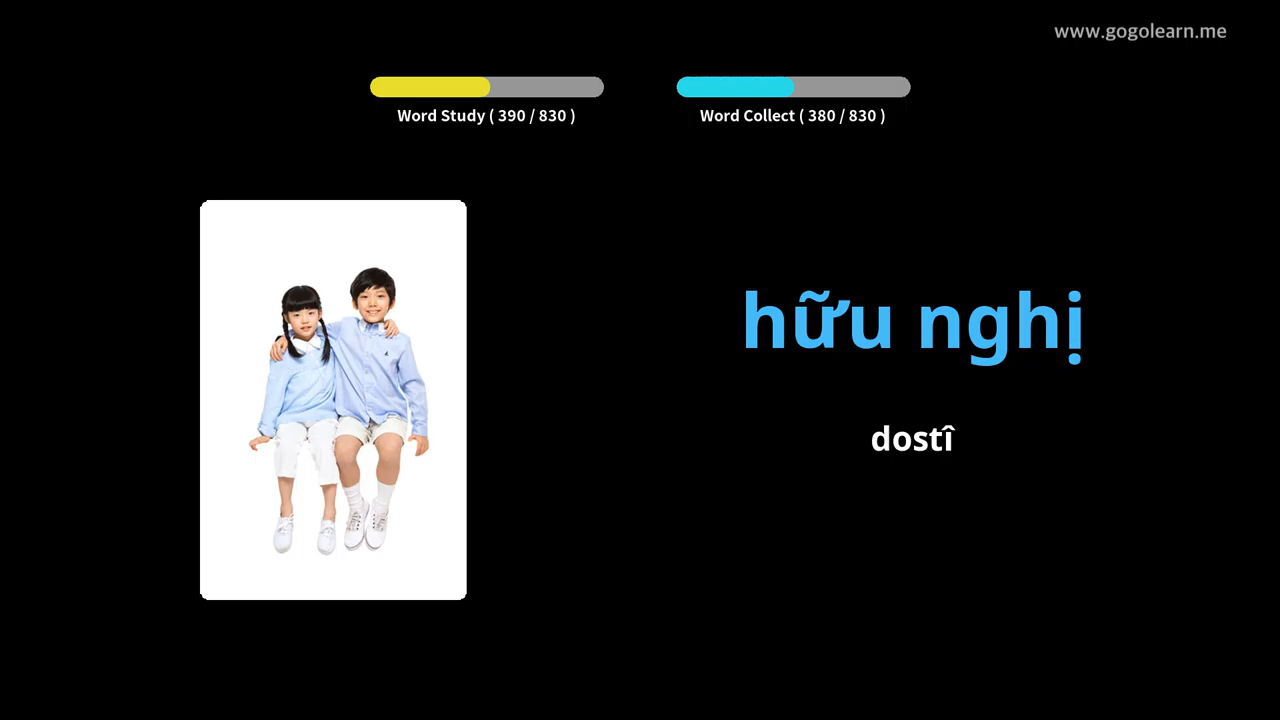 www.gogolearn.me
Word Study ( 390 / 830 )
Word Collect ( 380 / 830 )
hữu nghị
dostî